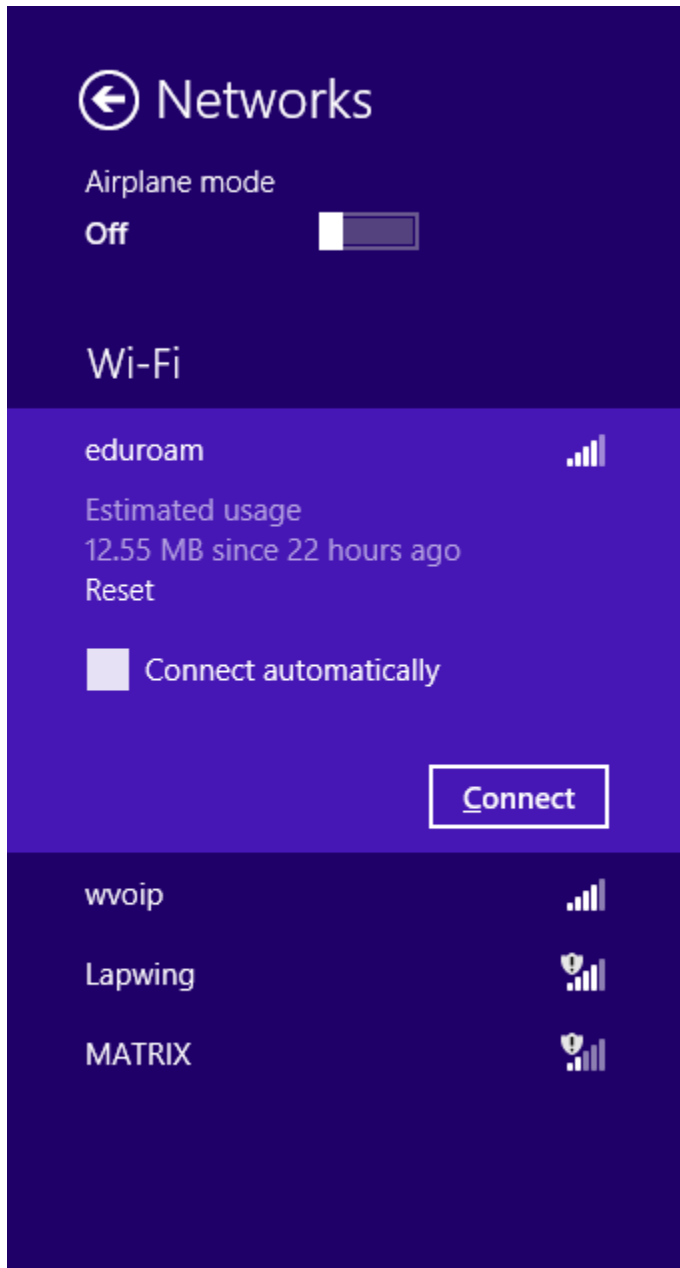 Networks
Airplane mode
Off
Wi-Fi
eduroam
Estimated usage
12.55 MB since 22 hours ago
Reset
Connect automatically
Connect
wvoip
Lapwing
MATRIX